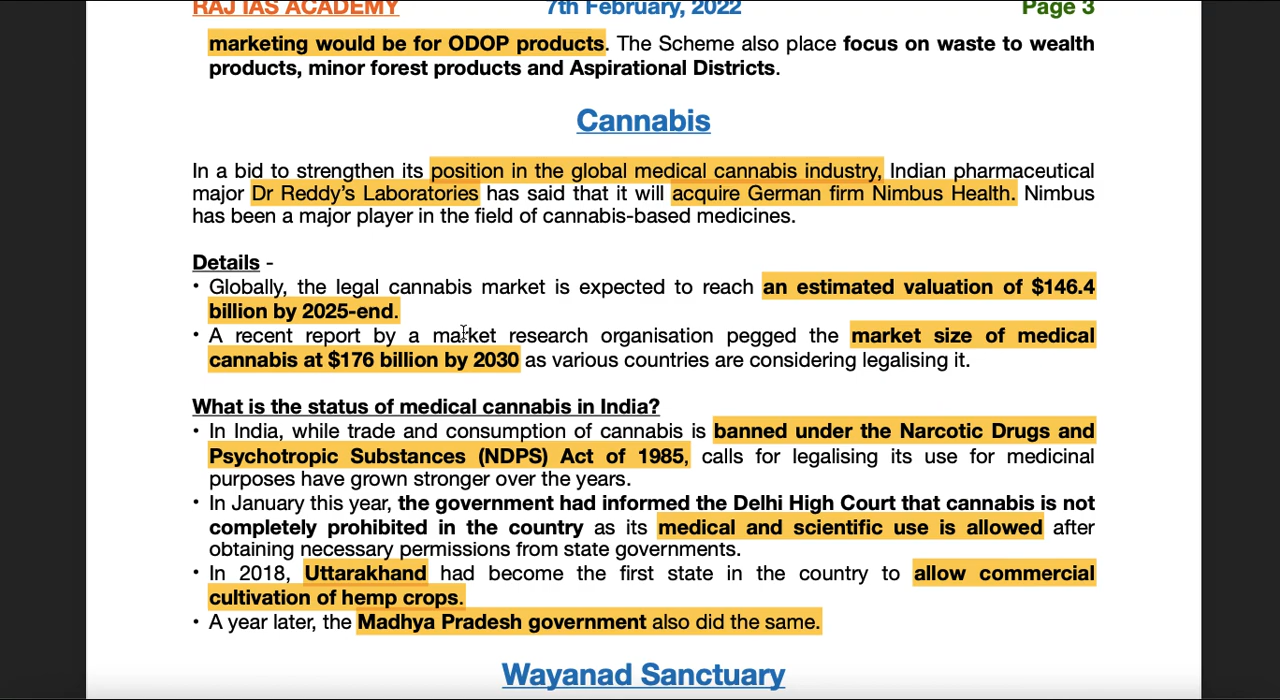 RAJ IAS ACADEMY 7th February, 2022 Page 3
marketing would be for ODOP products. The Scheme also place focus on waste to wealth
products, minor forest products and Aspirational Districts.
Cannabis
In a bid to strengthen its position in the global medical cannabis industry, Indian pharmaceutical
major Dr Reddy's Laboratories has said that it will acquire German firm Nimbus Health. Nimbus
has been a major player in the field of cannabis-based medicines.
Details -
• Globally, the legal cannabis market is expected to reach an estimated valuation of $146.4
billion by 2025-end.
• A recent report by a market research organisation pegged the market size of medical
cannabis at $176 billion by 2030 as various countries are considering legalising it.
What is the status of medical cannabis in India?
• In India, while trade and consumption of cannabis is banned under the Narcotic Drugs and
Psychotropic Substances (NDPS) Act of 1985, calls for legalising its use for medicinal
purposes have grown stronger over the years.
• In January this year, the government had informed the Delhi High Court that cannabis is not
completely prohibited in the country as its medical and scientific use is allowed after
obtaining necessary permissions from state governments.
• In 2018, Uttarakhand had become the first state in the country to allow commercial
cultivation of hemp crops.
• A year later, the Madhya Pradesh government also did the same.
Wayanad Sanctuary